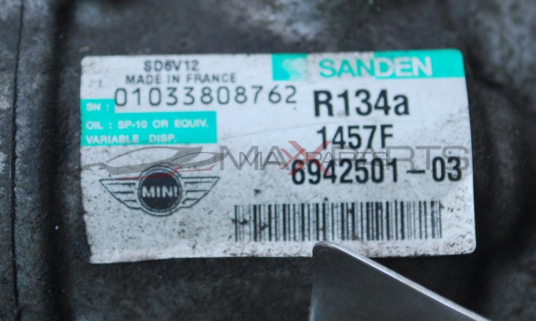 SD6V12
MADE IN FRANCE
SANDEN
SN : 01033808762
R134a
OIL : SP-10 OR EQUIV.
VARIABLE DISP.
1457F
MAXPARTS
6942501-03
MINI